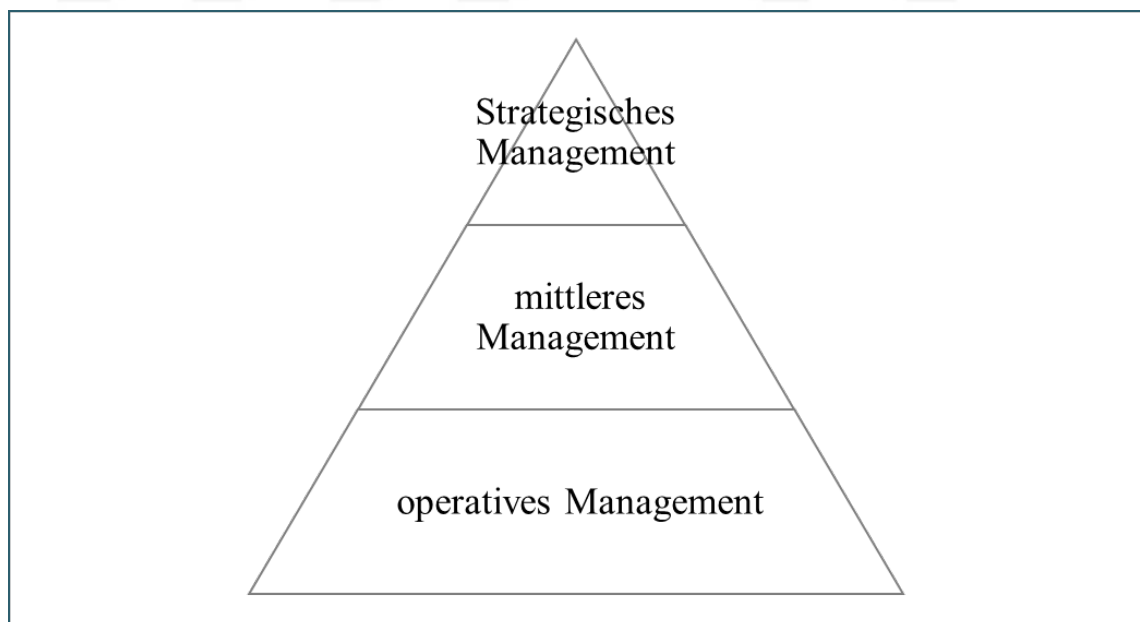 Strategisches
Management
mittleres
Management
operatives Management